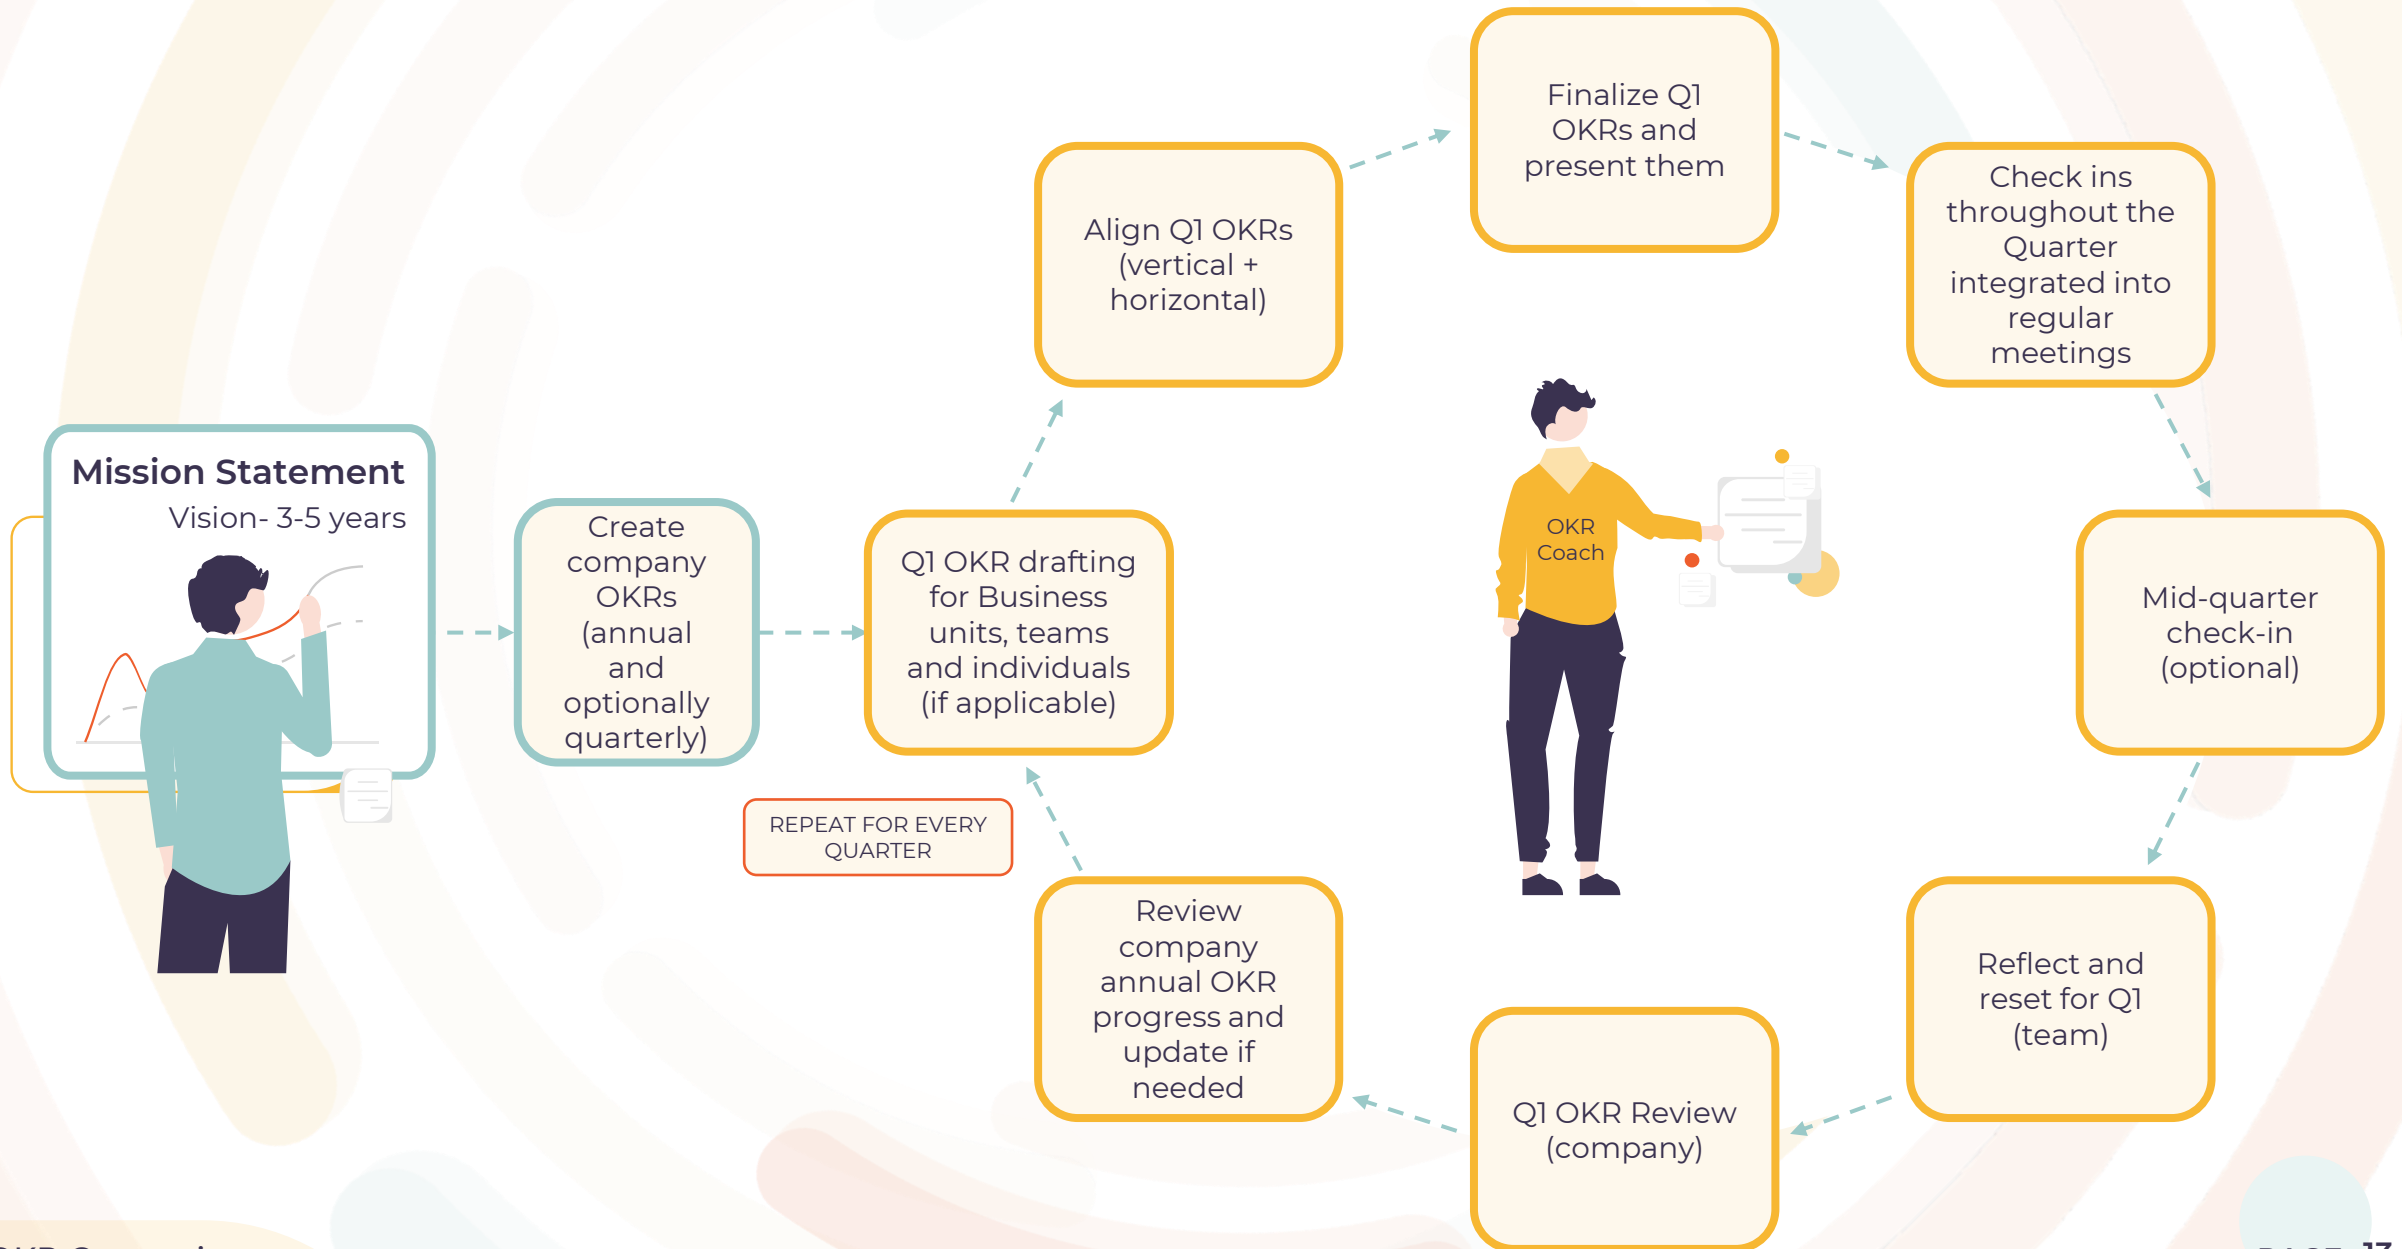 Mission Statement
Vision- 3-5 years
Create
company
OKRs
(annual
and
optionally
quarterly)
Q1 OKR drafting
for Business
units, teams
and individuals
(if applicable)
Align Q1 OKRs
(vertical +
horizontal)
Finalize Q1
OKRs and
present them
Check ins
throughout the
Quarter
integrated into
regular
meetings
Mid-quarter
check-in
(optional)
Reflect and
reset for Q1
(team)
Q1 OKR Review
(company)
Review
company
annual OKR
progress and
update if
needed
REPEAT FOR EVERY
QUARTER
OKR
Coach
13